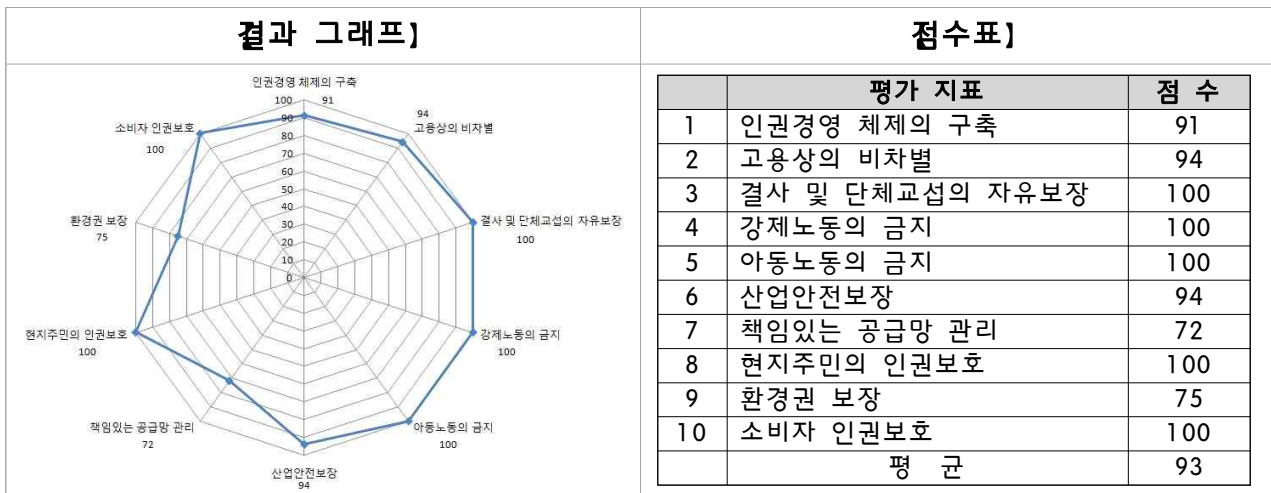 결과 그래프】
점수표】
인권경영 체제의 구축
91
94
고용상의 비차별
결사 및 단체교섭의 자유보장
100
강제노동의 금지
100
아동노동의 금지
100
산업안전보장
94
책임있는 공급망 관리
72
현지주민의 인권보호
100
환경권 보장
75
소비자 인권보호
100
100
90
80
70
60
50
40
30
20
10
0
평가 지표 점 수
1 인권경영 체제의 구축 91
2 고용상의 비차별 94
3 결사 및 단체교섭의 자유보장 100
4 강제노동의 금지 100
5 아동노동의 금지 100
6 산업안전보장 94
7 책임있는 공급망 관리 72
8 현지주민의 인권보호 100
9 환경권 보장 75
10 소비자 인권보호 100
평 균 93